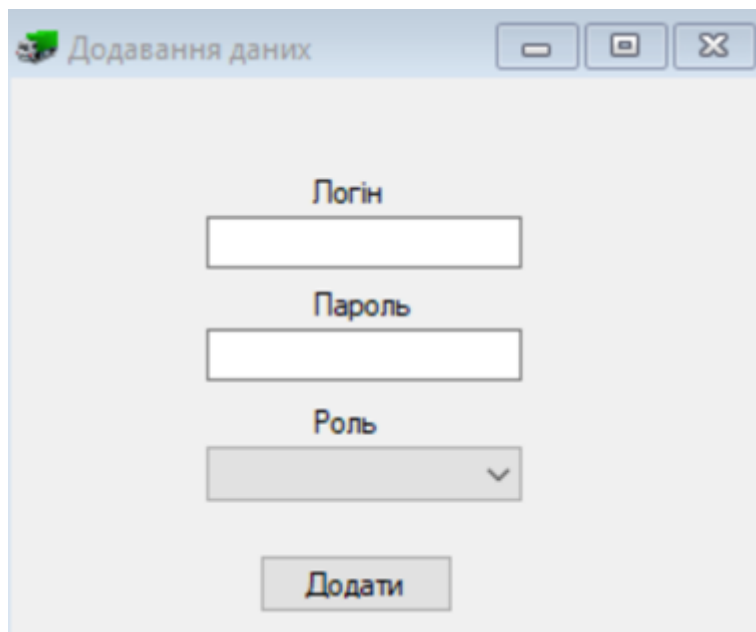 Додавання даних
Логін
Пароль
Роль
Додати